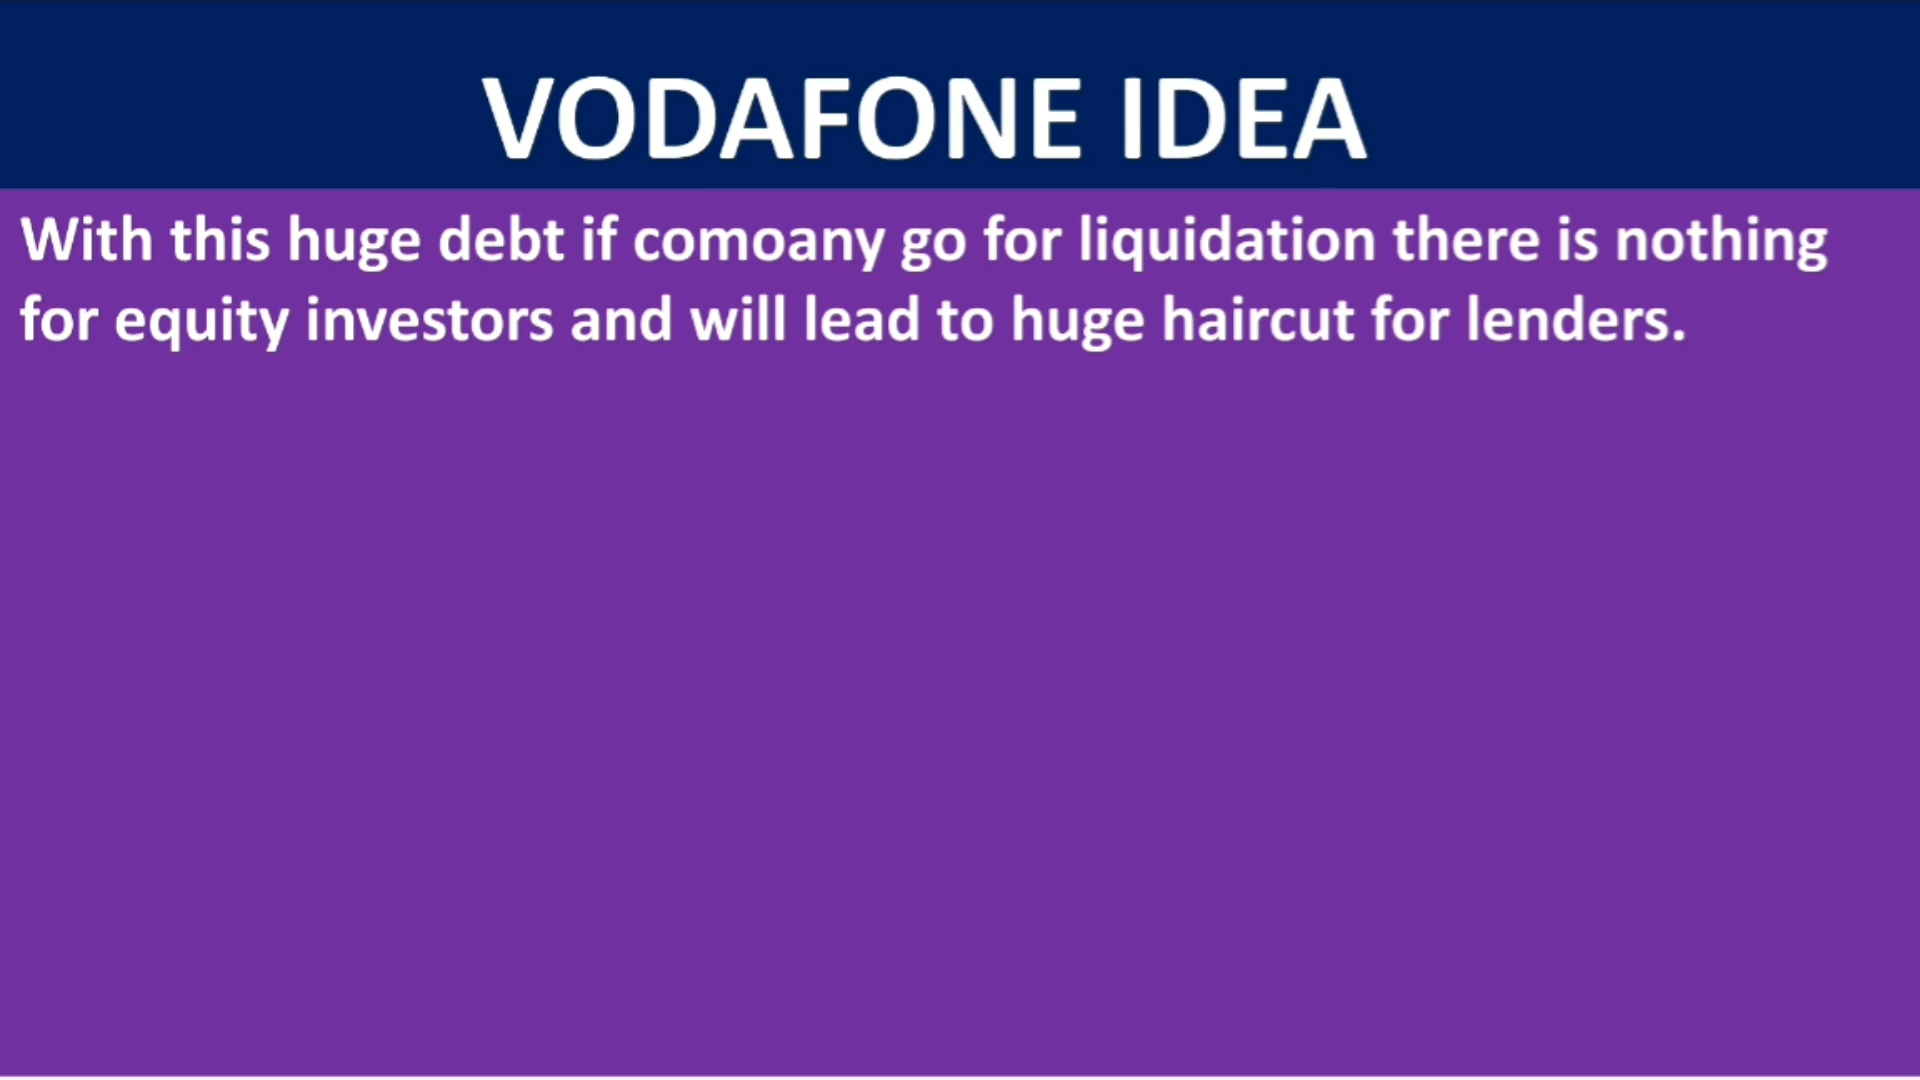 VODAFONE IDEA
With this huge debt if comoany go for liquidation there is nothing
for equity investors and will lead to huge haircut for lenders.